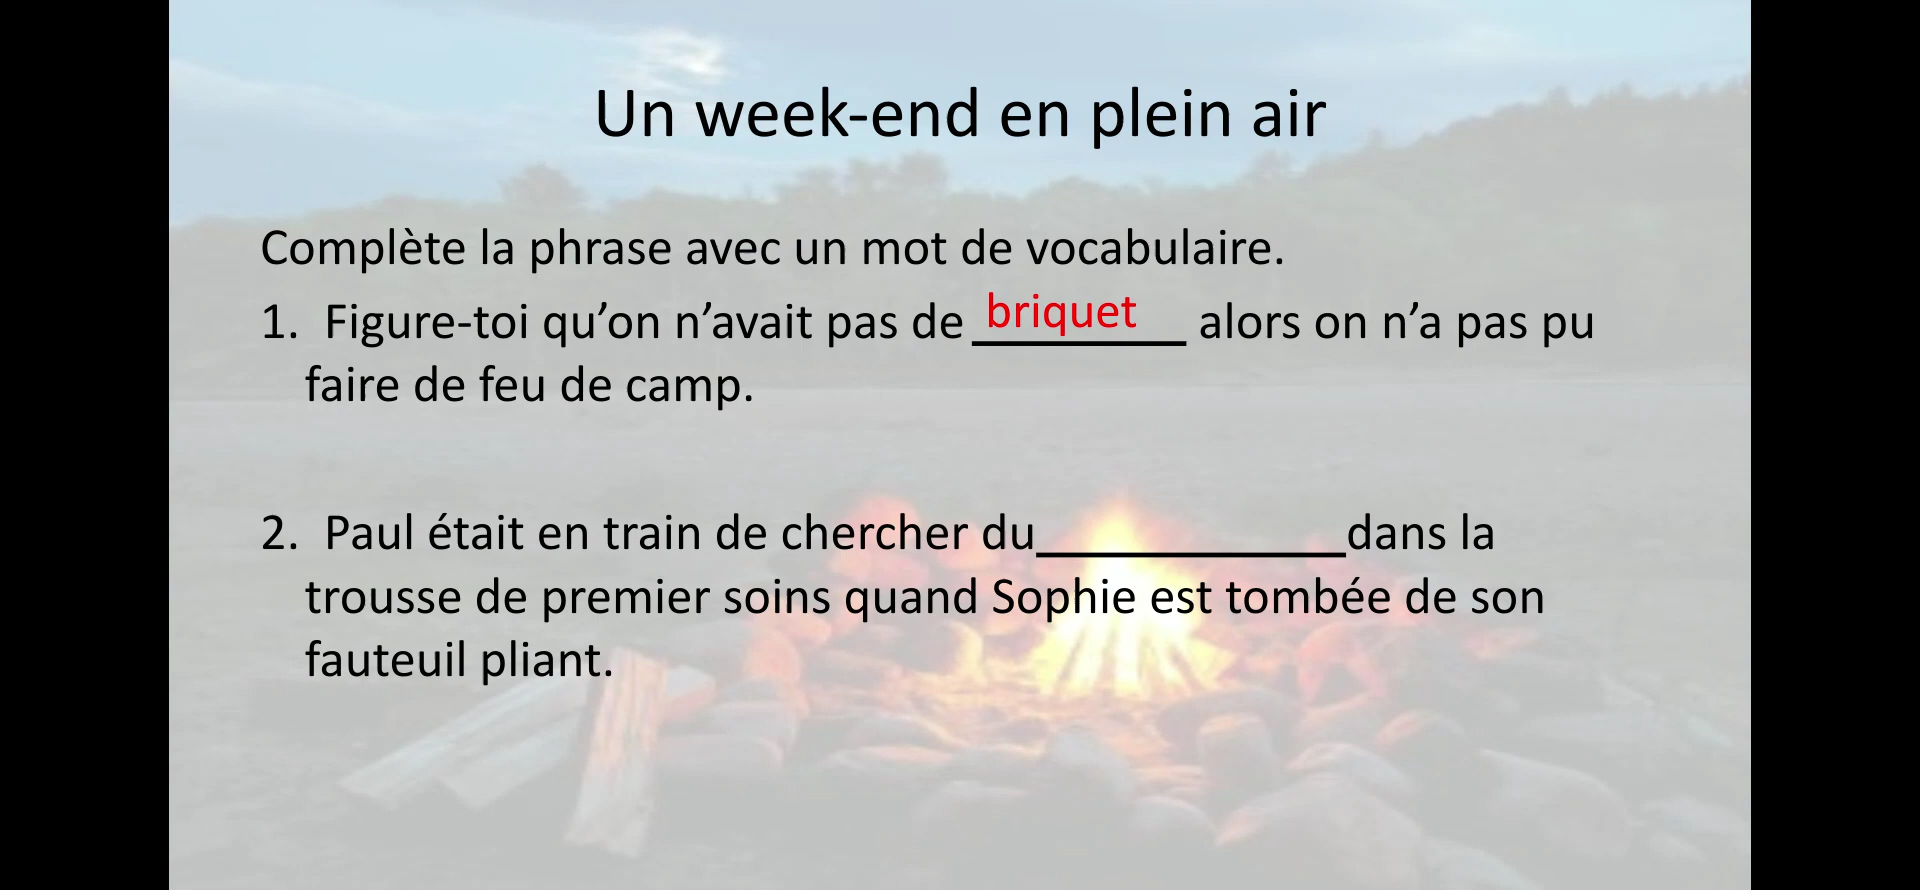 Un week-end en plein air
Complète la phrase avec un mot de vocabulaire.
1. Figure-toi qu’on n’avait pas de briquet alors on n’a pas pu
faire de feu de camp.
2. Paul était en train de chercher du___________dans la
trousse de premier soins quand Sophie est tombée de son
fauteuil pliant.